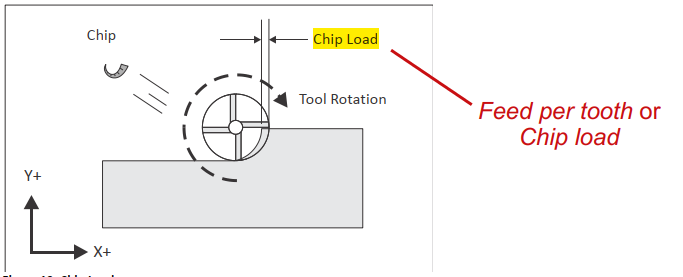 Chip
Chip Load
Tool Rotation
Feed per tooth or
Chip load
Y+
X+